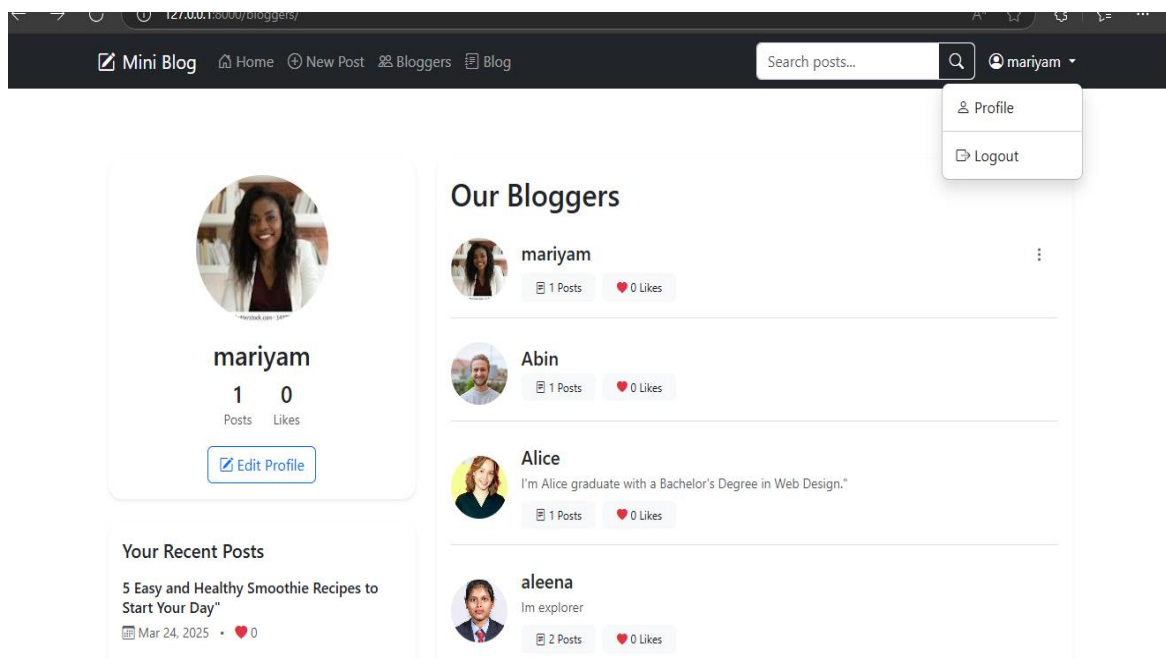 127.0.0.1:8000/bloggers/
Mini Blog Home New Post Bloggers Blog Search posts... mariyam
Profile
Logout
mariyam
1 0
Posts Likes
Edit Profile
Your Recent Posts
5 Easy and Healthy Smoothie Recipes to
Start Your Day"
Mar 24, 2025 • 0
Our Bloggers
mariyam
1 Posts 0 Likes
Abin
1 Posts 0 Likes
Alice
I'm Alice graduate with a Bachelor's Degree in Web Design."
1 Posts 0 Likes
aleena
Im explorer
2 Posts 0 Likes